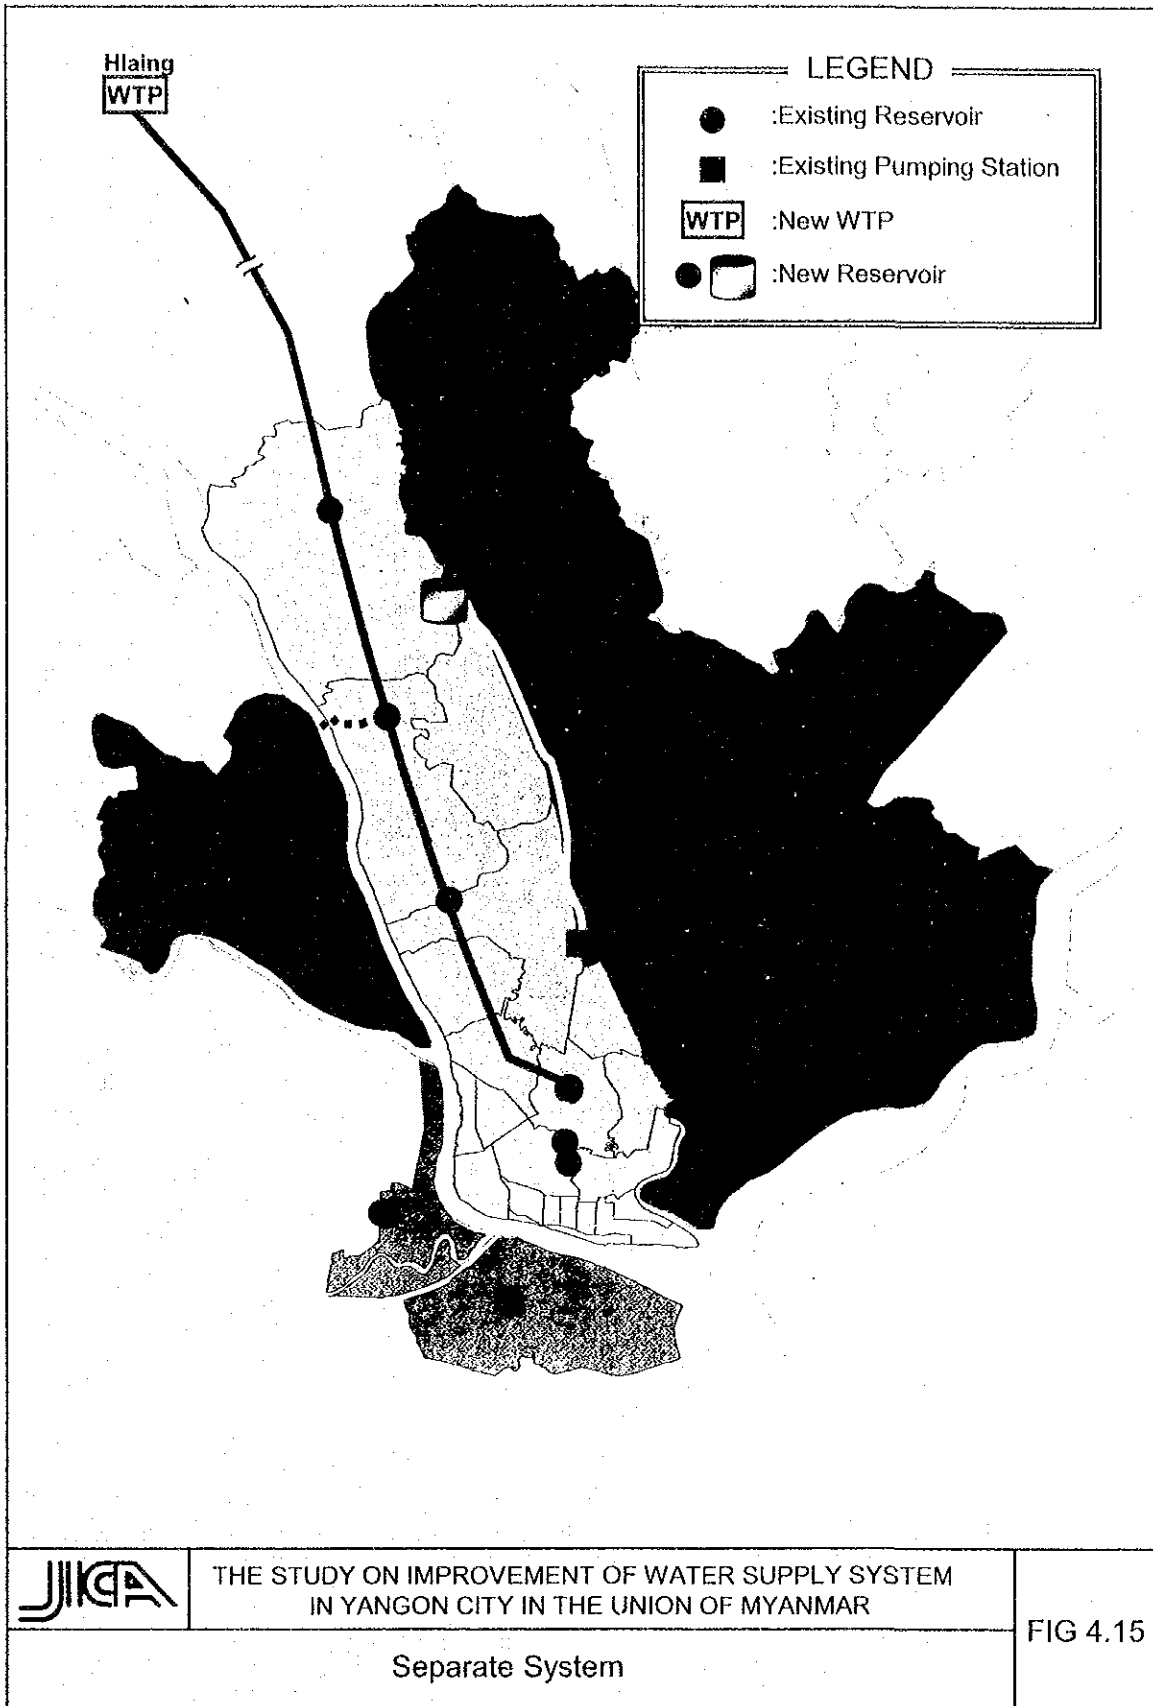 Hlaing
WTP
LEGEND
:Existing Reservoir
:Existing Pumping Station
WTP :New WTP
:New Reservoir
JICA
THE STUDY ON IMPROVEMENT OF WATER SUPPLY SYSTEM
IN YANGON CITY IN THE UNION OF MYANMAR
Separate System
FIG 4.15